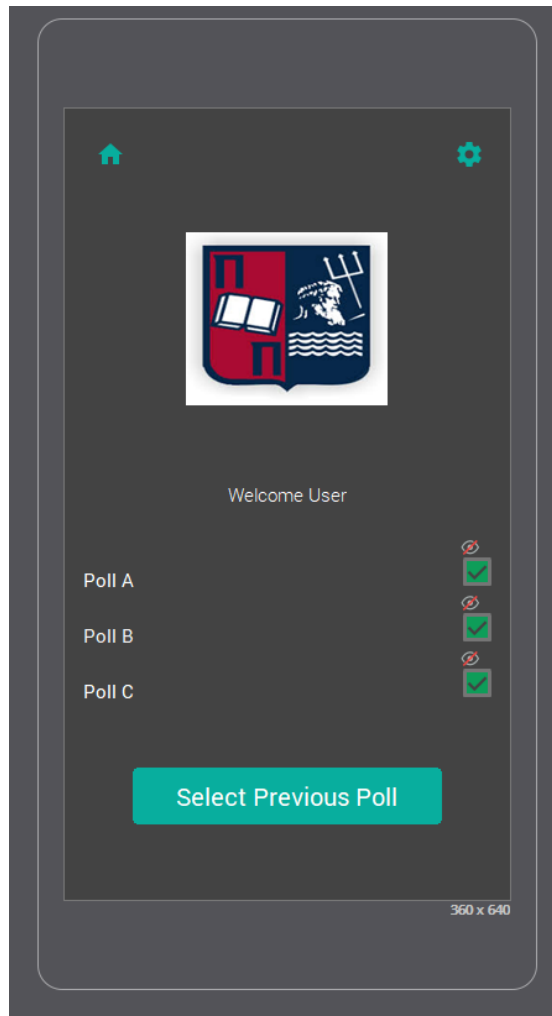 Π
Π
Welcome User
Poll A
Poll B
Poll C
Select Previous Poll
360 x 640